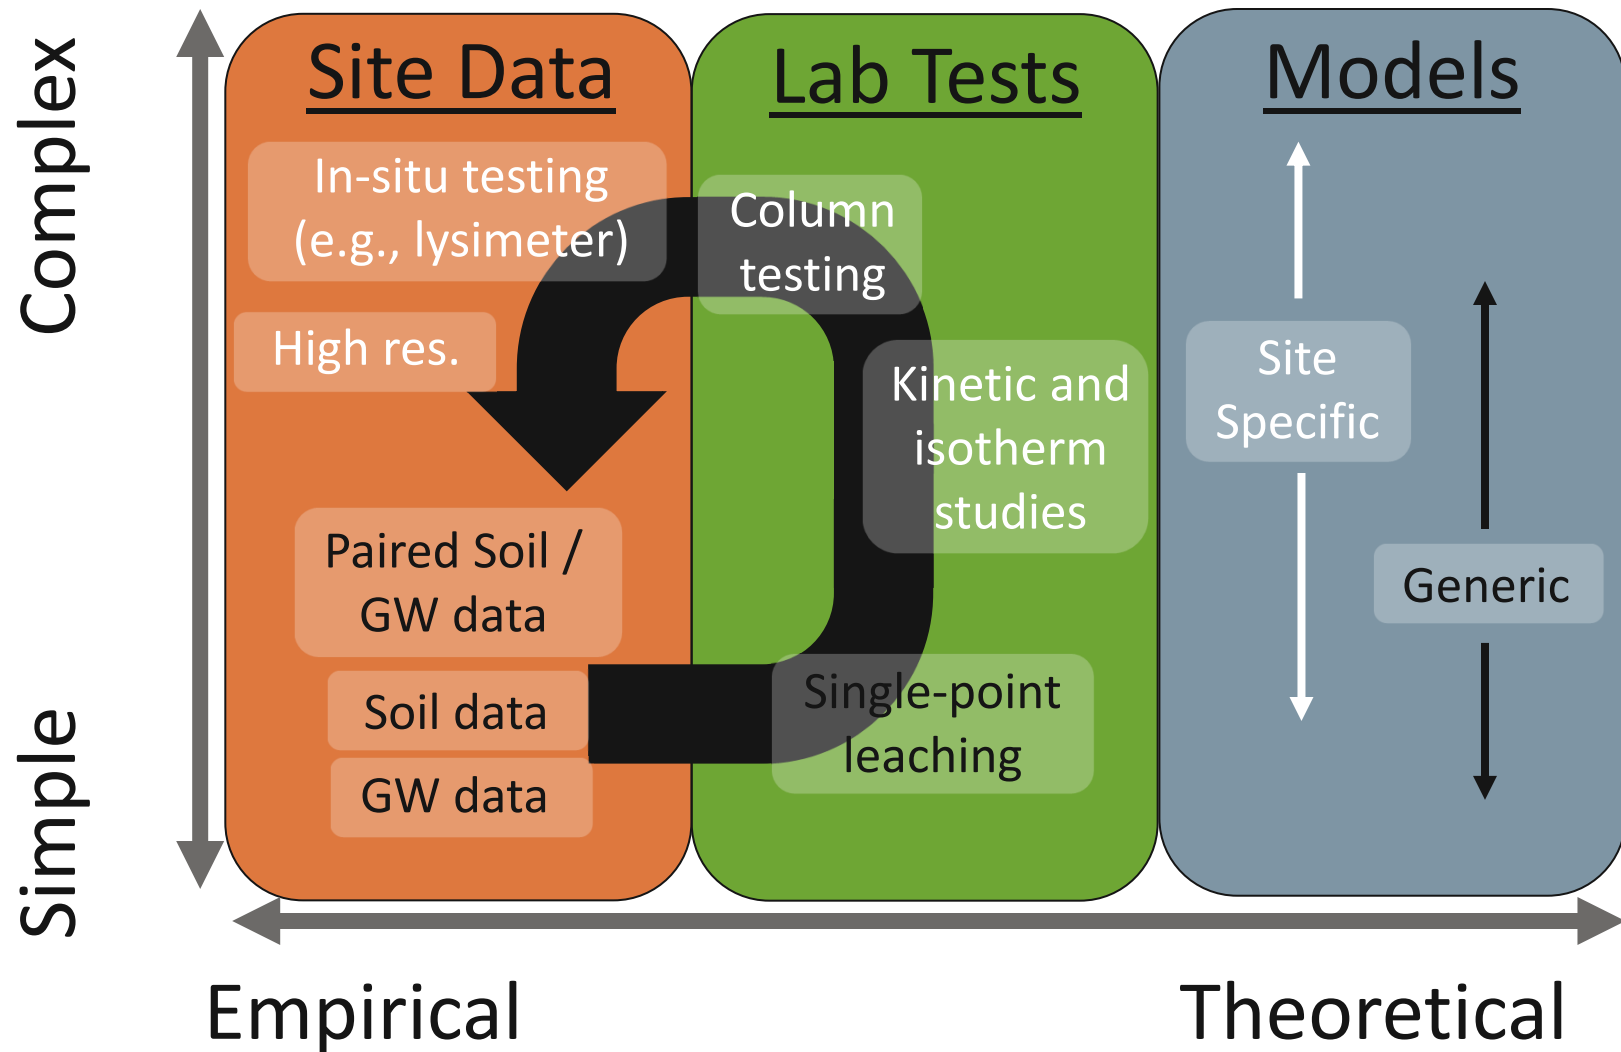 Complex
Simple
Site Data
In-situ testing
(e.g., lysimeter)
High res.
Paired Soil /
GW data
Soil data
GW data
Lab Tests
Column
testing
Kinetic and
isotherm
studies
Single-point
leaching
Models
Site
Specific
Generic
Empirical
Theoretical